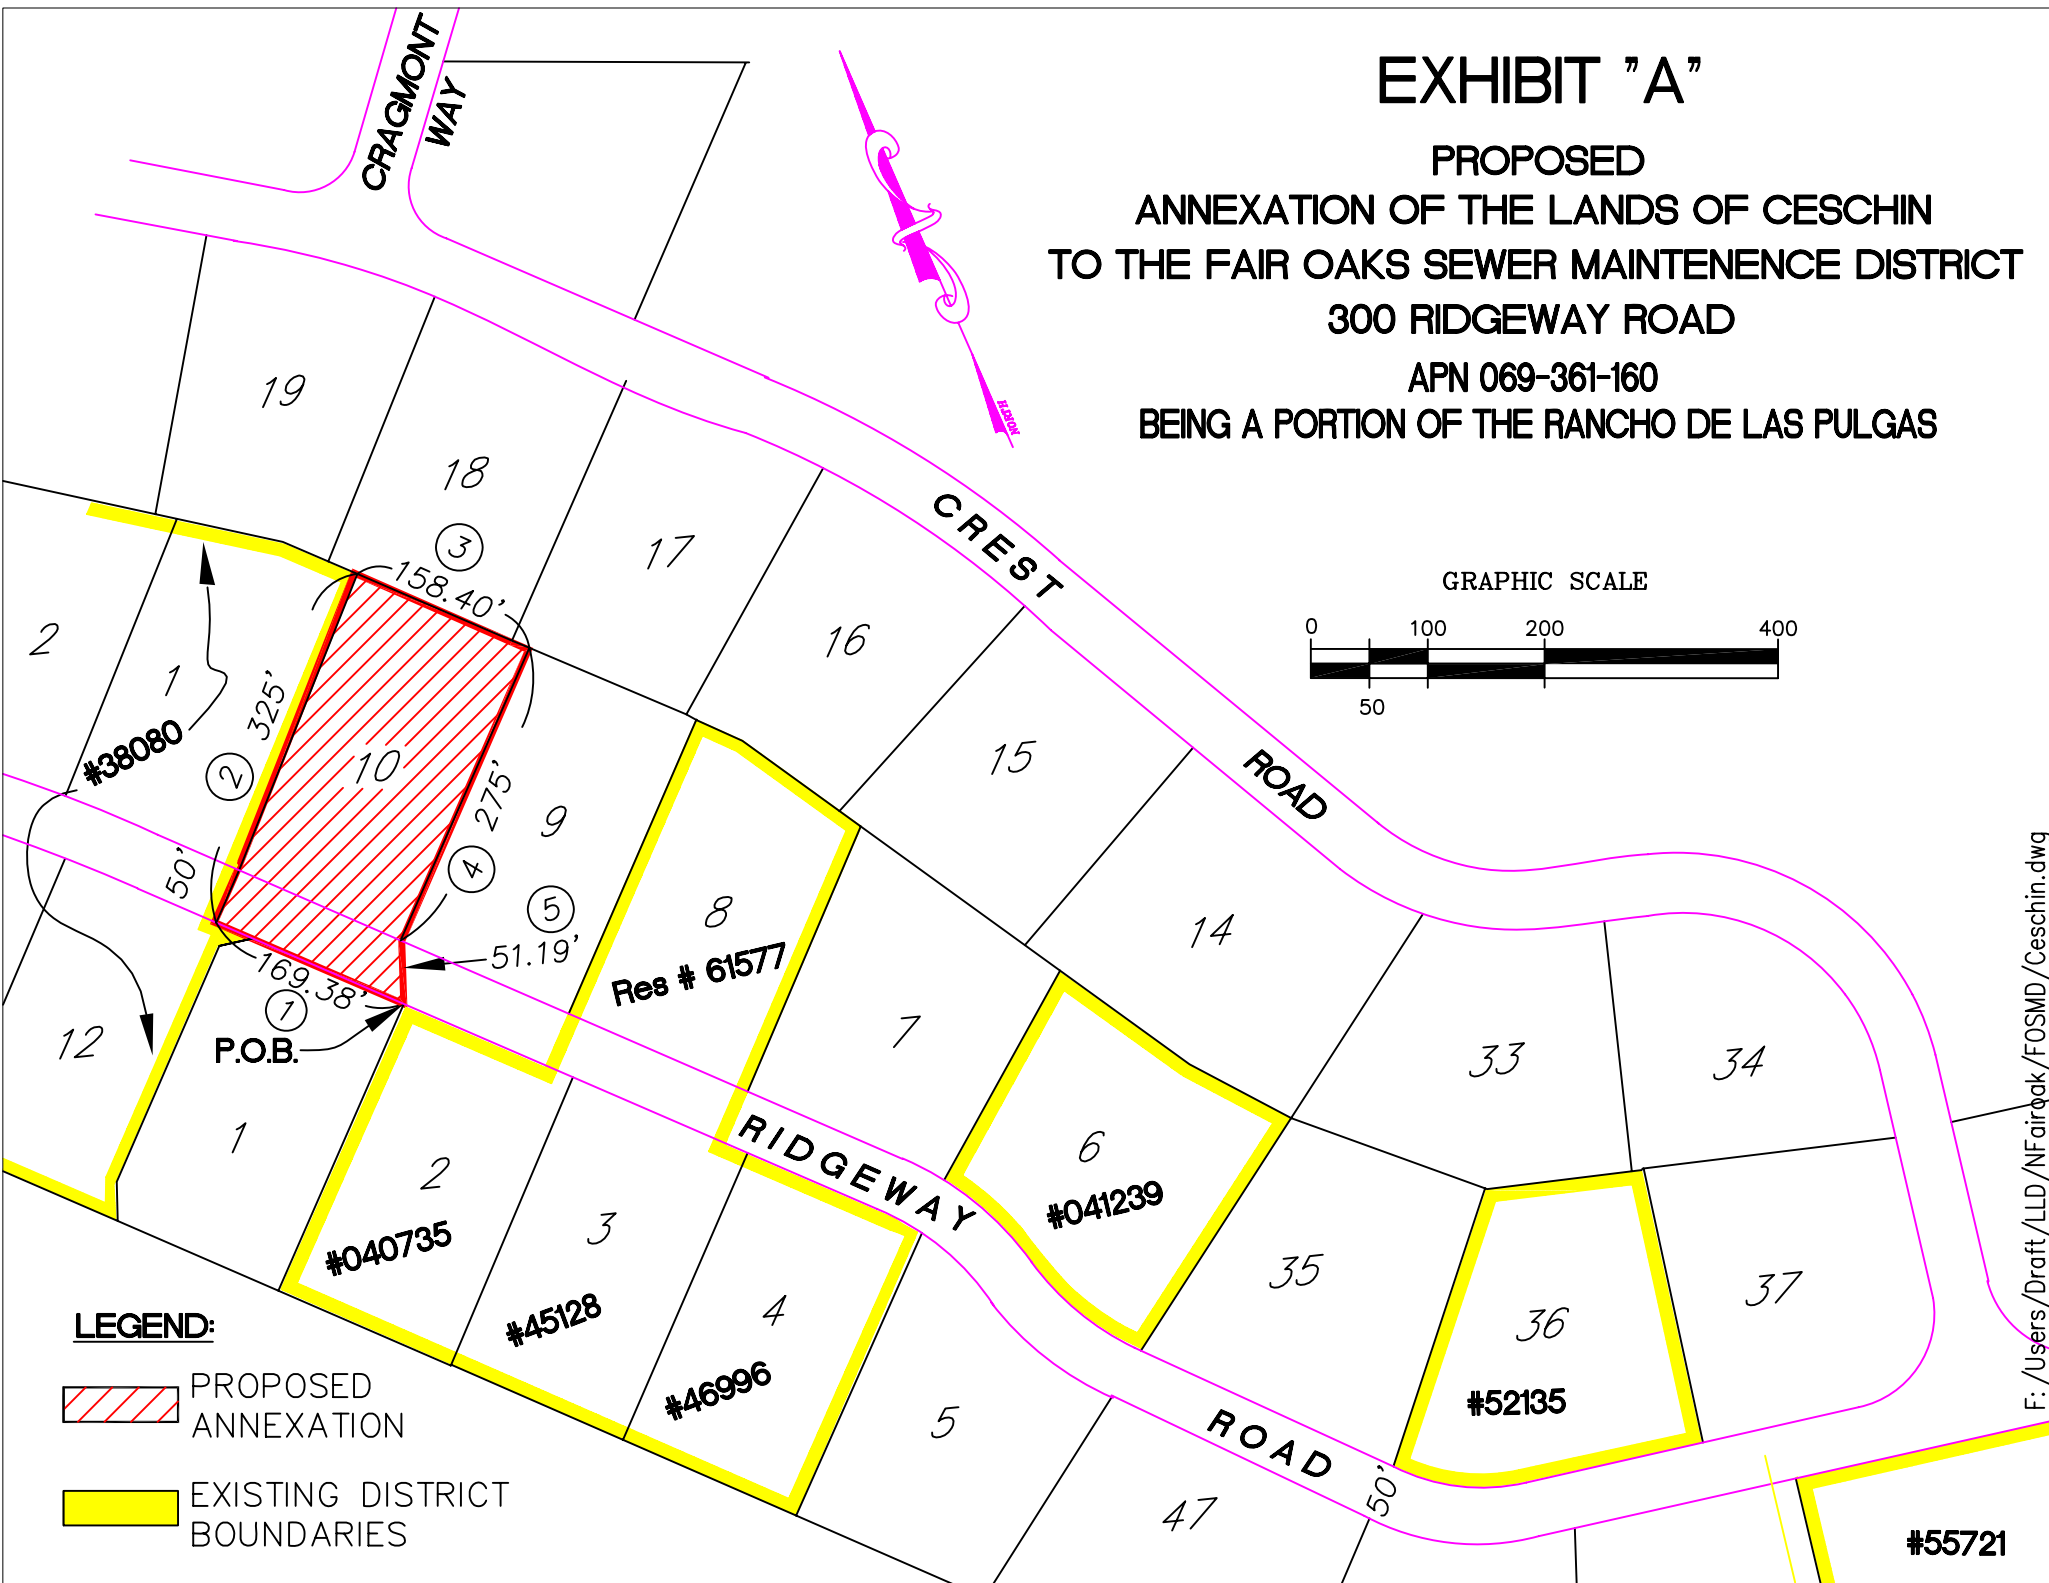 EXHIBIT "A"
PROPOSED
ANNEXATION OF THE LANDS OF CESCHIN
TO THE FAIR OAKS SEWER MAINTENENCE DISTRICT
300 RIDGEWAY ROAD
APN 069-361-160
BEING A PORTION OF THE RANCHO DE LAS PULGAS
CRAGMONT
WAY
NORTH
GRAPHIC SCALE
0 100 200 400
50
CREST
ROAD
19
18
17
16
15
14
33
34
3
158.40'
2
1
325'
#38080
2
10
275'
9
4
5
50'
51.19'
8
Res # 61577
169.38'
1
P.O.B.
12
7
6
#041239
1
2
#040735
3
#45128
4
#46996
5
RIDGEWAY
ROAD
50'
35
36
#52135
37
47
#55721
LEGEND:
PROPOSED
ANNEXATION
EXISTING DISTRICT
BOUNDARIES
F:/Users/Draft/LLD/NFairoak/FOSMD/Ceschin.dwg